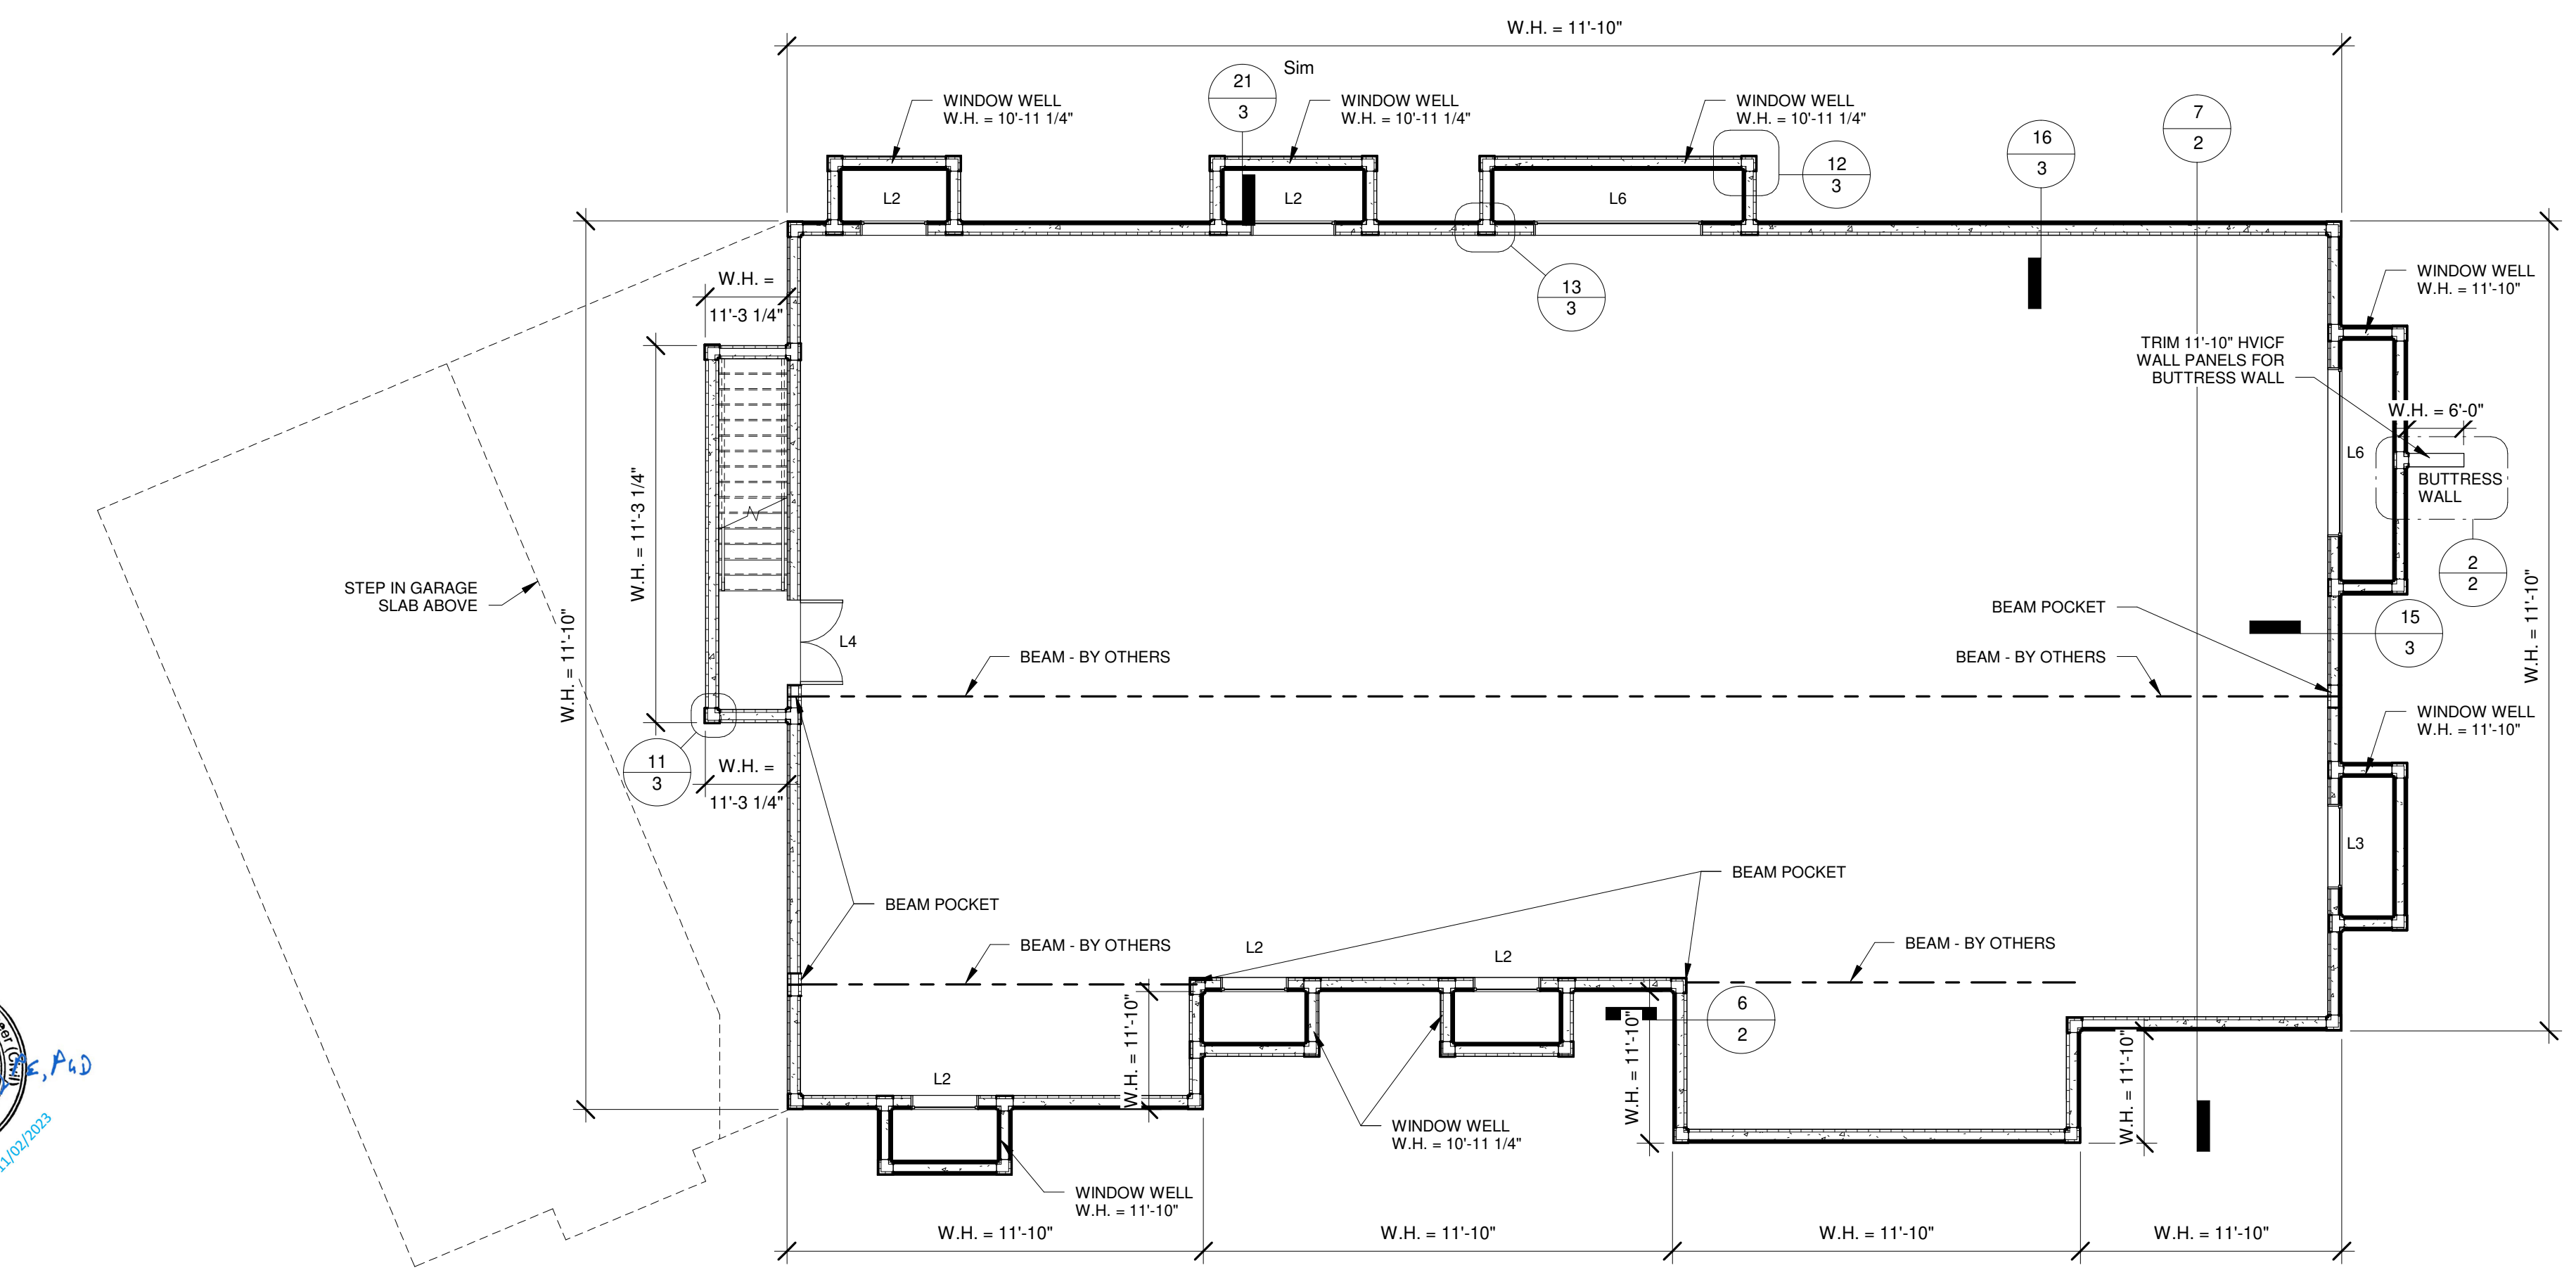 W.H. = 11'-10"
Sim
21
3
WINDOW WELL
W.H. = 10'-11 1/4"
WINDOW WELL
W.H. = 10'-11 1/4"
WINDOW WELL
W.H. = 10'-11 1/4"
7
2
16
3
12
3
L2
L2
L6
13
3
W.H. =
11'-3 1/4"
WINDOW WELL
W.H. = 11'-10"
TRIM 11'-10" HVICF
WALL PANELS FOR
BUTTRESS WALL
W.H. = 6'-0"
L6
BUTTRESS
WALL
2
2
W.H. = 11'-3 1/4"
STEP IN GARAGE
SLAB ABOVE
W.H. = 11'-10"
L4
BEAM POCKET
15
3
W.H. = 11'-10"
BEAM - BY OTHERS
BEAM - BY OTHERS
WINDOW WELL
W.H. = 11'-10"
11
3
W.H. =
11'-3 1/4"
L3
BEAM POCKET
BEAM POCKET
BEAM - BY OTHERS
L2
L2
BEAM - BY OTHERS
W.H. = 11'-10"
6
2
W.H. = 11'-10"
W.H. = 11'-10"
L2
WINDOW WELL
W.H. = 10'-11 1/4"
WINDOW WELL
W.H. = 11'-10"
W.H. = 11'-10"
W.H. = 11'-10"
W.H. = 11'-10"
W.H. = 11'-10"
PE, PhD
11/02/2023